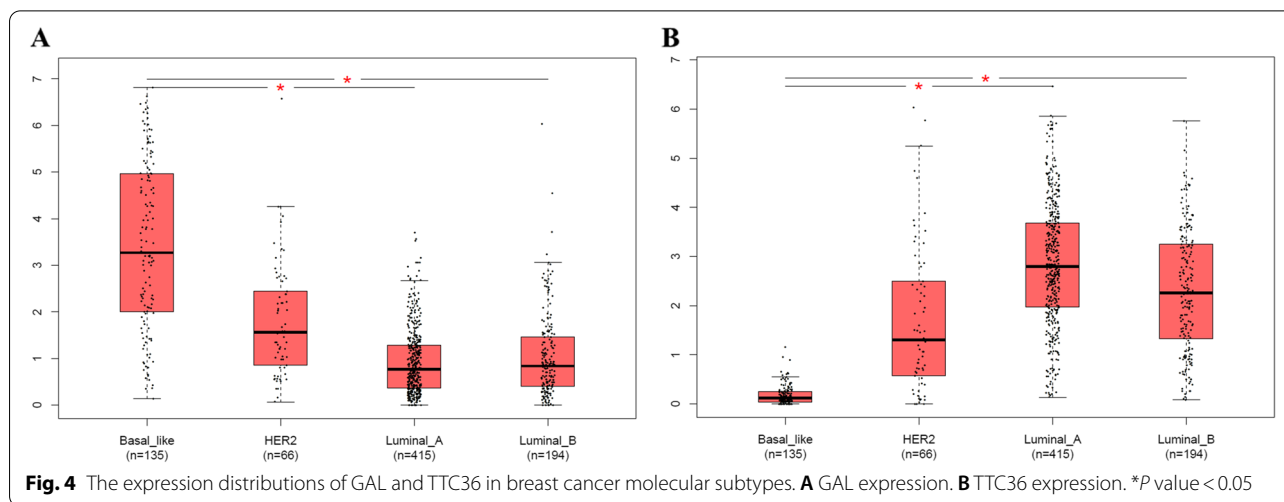 A
7
6
5
4
3
2
1
0
*
*
Basal_like HER2 Luminal_A Luminal_B
(n=135) (n=66) (n=415) (n=194)
B
7
6
5
4
3
2
1
0
*
*
Basal_like HER2 Luminal_A Luminal_B
(n=135) (n=66) (n=415) (n=194)
Fig. 4 The expression distributions of GAL and TTC36 in breast cancer molecular subtypes. A GAL expression. B TTC36 expression. *P value < 0.05